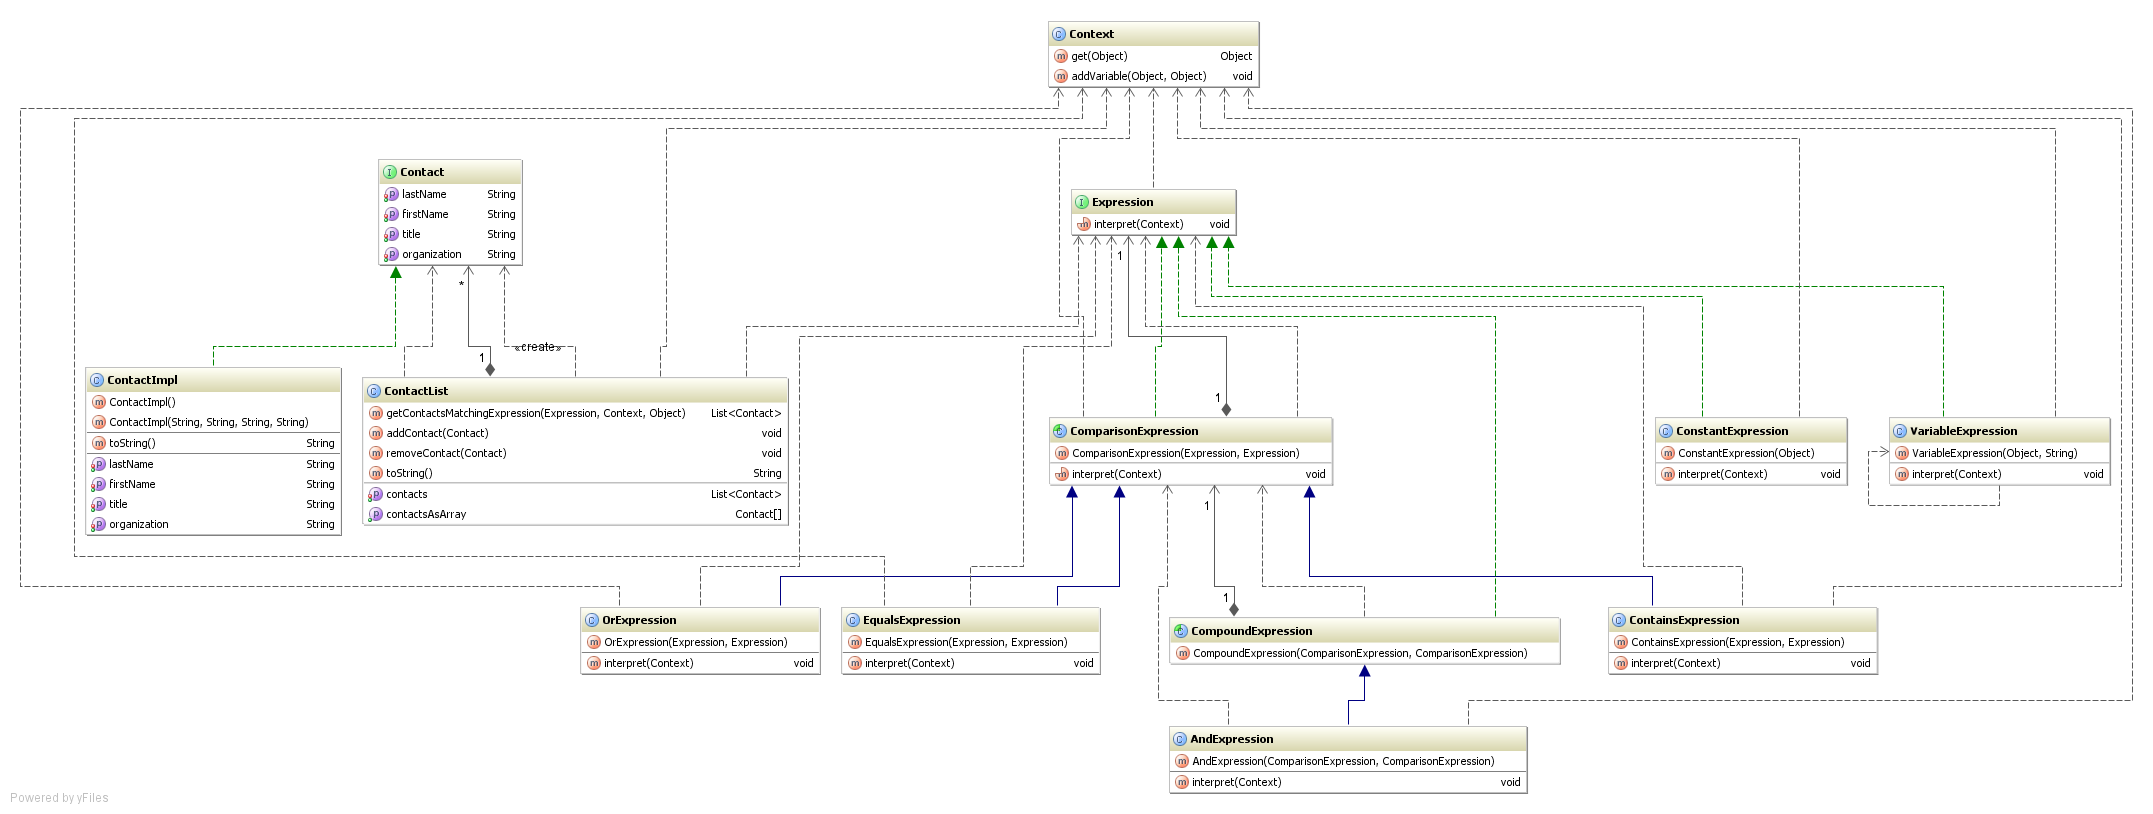 Context
get(Object) Object
addVariable(Object, Object) void
Contact
lastName String
firstName String
title String
organization String
Expression
interpret(Context) void
*
1
1
«create»
ContactImpl
ContactImpl()
ContactImpl(String, String, String, String)
toString() String
lastName String
firstName String
title String
organization String
ContactList
getContactsMatchingExpression(Expression, Context, Object) List<Contact>
addContact(Contact) void
removeContact(Contact) void
toString() String
contacts List<Contact>
contactsAsArray Contact[]
1
ComparisonExpression
ComparisonExpression(Expression, Expression)
interpret(Context) void
ConstantExpression
ConstantExpression(Object)
interpret(Context) void
VariableExpression
VariableExpression(Object, String)
interpret(Context) void
1
1
OrExpression
OrExpression(Expression, Expression)
interpret(Context) void
EqualsExpression
EqualsExpression(Expression, Expression)
interpret(Context) void
CompoundExpression
CompoundExpression(ComparisonExpression, ComparisonExpression)
ContainsExpression
ContainsExpression(Expression, Expression)
interpret(Context) void
AndExpression
AndExpression(ComparisonExpression, ComparisonExpression)
interpret(Context) void
Powered by yFiles